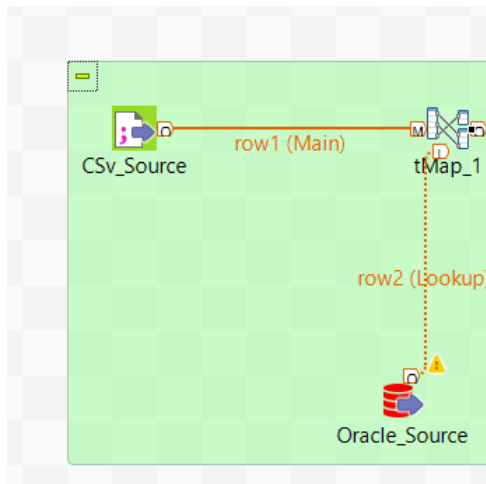 O
row1 (Main)
M
D
CSv_Source
L
tMap_1
row2 (Lookup)
O
Oracle_Source